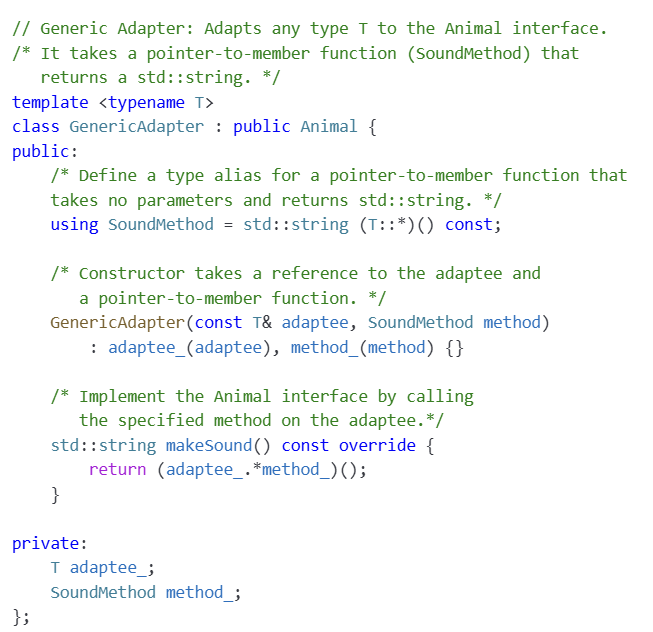 // Generic Adapter: Adapts any type T to the Animal interface.
/* It takes a pointer-to-member function (SoundMethod) that
   returns a std::string. */
template <typename T>
class GenericAdapter : public Animal {
public:
    /* Define a type alias for a pointer-to-member function that
    takes no parameters and returns std::string. */
    using SoundMethod = std::string (T::*)() const;

    /* Constructor takes a reference to the adaptee and
       a pointer-to-member function. */
    GenericAdapter(const T& adaptee, SoundMethod method)
        : adaptee_(adaptee), method_(method) {}

    /* Implement the Animal interface by calling
       the specified method on the adaptee.*/
    std::string makeSound() const override {
        return (adaptee_.*method_)();
    }

private:
    T adaptee_;
    SoundMethod method_;
};